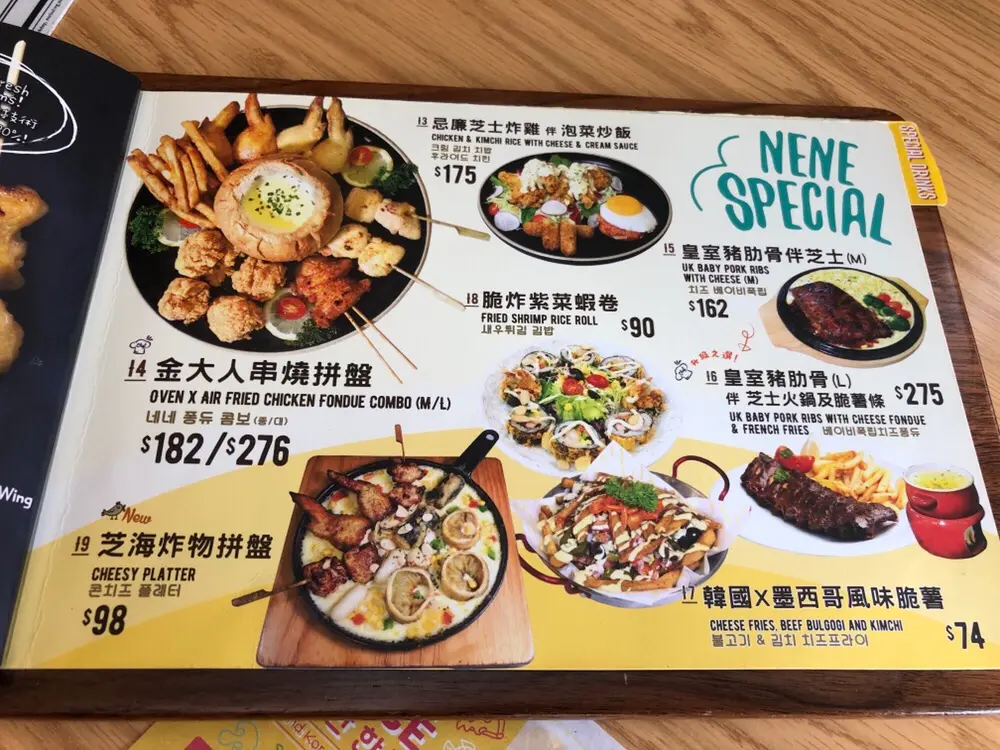 NENE
SPECIAL
SPECIAL DRINKS
13 忌廉芝士炸雞 伴 泡菜炒飯
CHICKEN & KIMCHI RICE WITH CHEESE & CREAM SAUCE
크림 김치 치밥
후라이드 치킨
$175
15 皇室豬肋骨伴芝士(M)
UK BABY PORK RIBS
WITH CHEESE (M)
치즈 베이비폭립
$162
18 脆炸紫菜蝦卷
FRIED SHRIMP RICE ROLL
새우튀김 김밥
$90
14 金大人串燒拼盤
OVEN X AIR FRIED CHICKEN FONDUE COMBO (M/L)
네네 퐁듀 콤보 (중/대)
$182/$276
16 皇室豬肋骨(L)
伴 芝士火鍋及脆薯條
$275
UK BABY PORK RIBS WITH CHEESE FONDUE
& FRENCH FRIES 베이비폭립치즈퐁듀
New
19 芝海炸物拼盤
CHEESY PLATTER
콘치즈 플래터
$98
17 韓國X墨西哥風味脆薯
CHEESE FRIES, BEEF BULGOGI AND KIMCHI
불고기 & 김치 치즈프라이
$74
Wing